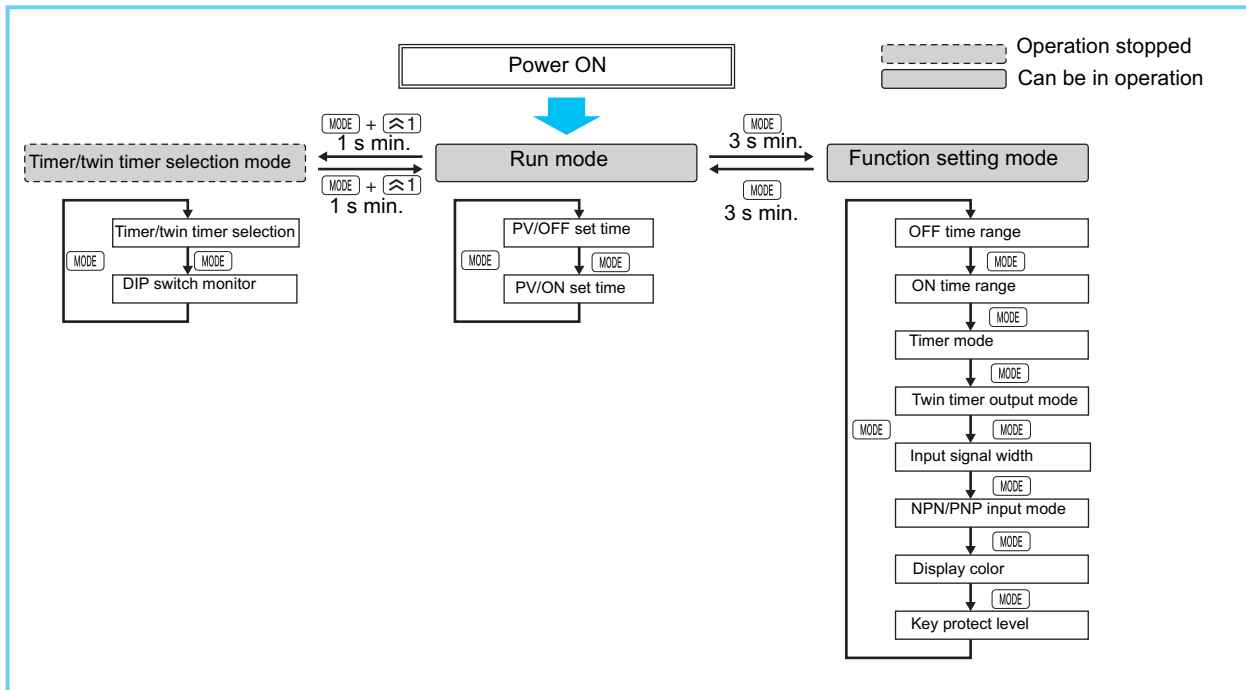 Power ON
Operation stopped
Can be in operation
MODE + ⌃⌃1
1 s min.
MODE
3 s min.
Timer/twin timer selection mode
Run mode
Function setting mode
MODE + ⌃⌃1
1 s min.
MODE
3 s min.
Timer/twin timer selection
MODE
MODE
DIP switch monitor
PV/OFF set time
MODE
MODE
PV/ON set time
OFF time range
MODE
ON time range
MODE
Timer mode
MODE
Twin timer output mode
MODE
MODE
Input signal width
MODE
NPN/PNP input mode
MODE
Display color
MODE
Key protect level